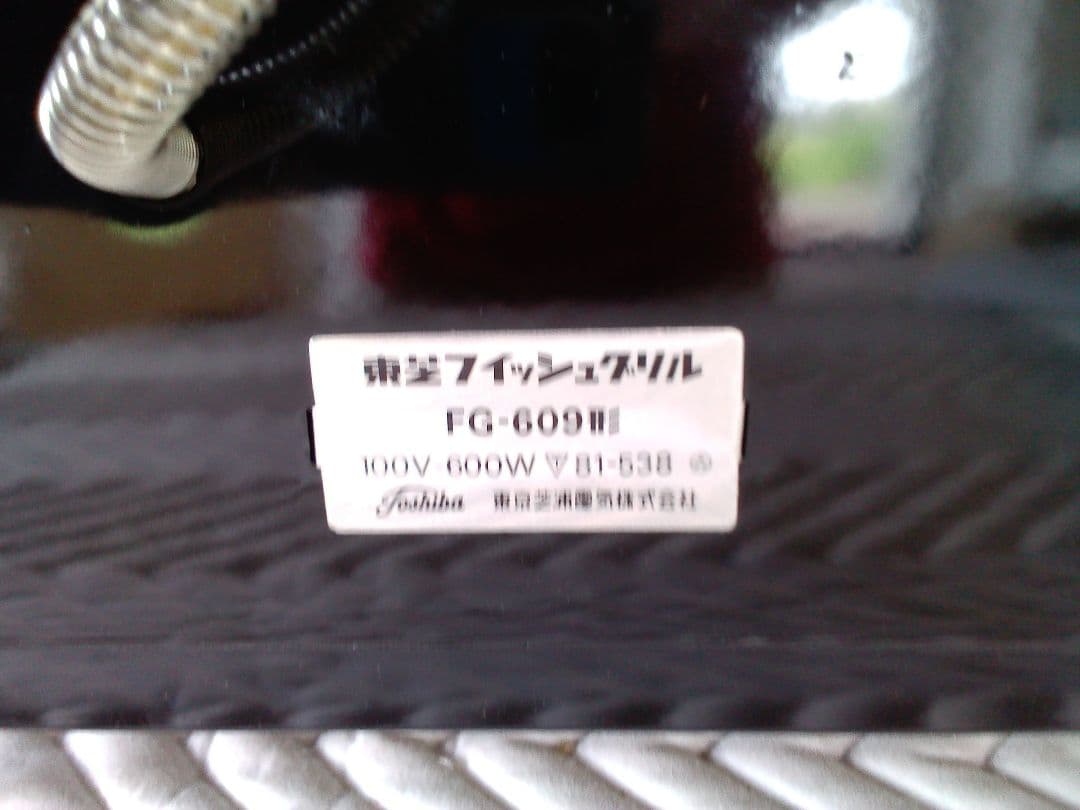 東芝フィッシュグリル
FG-609形
100V 600W ▽T 81-538
Toshiba 東京芝浦電気株式会社